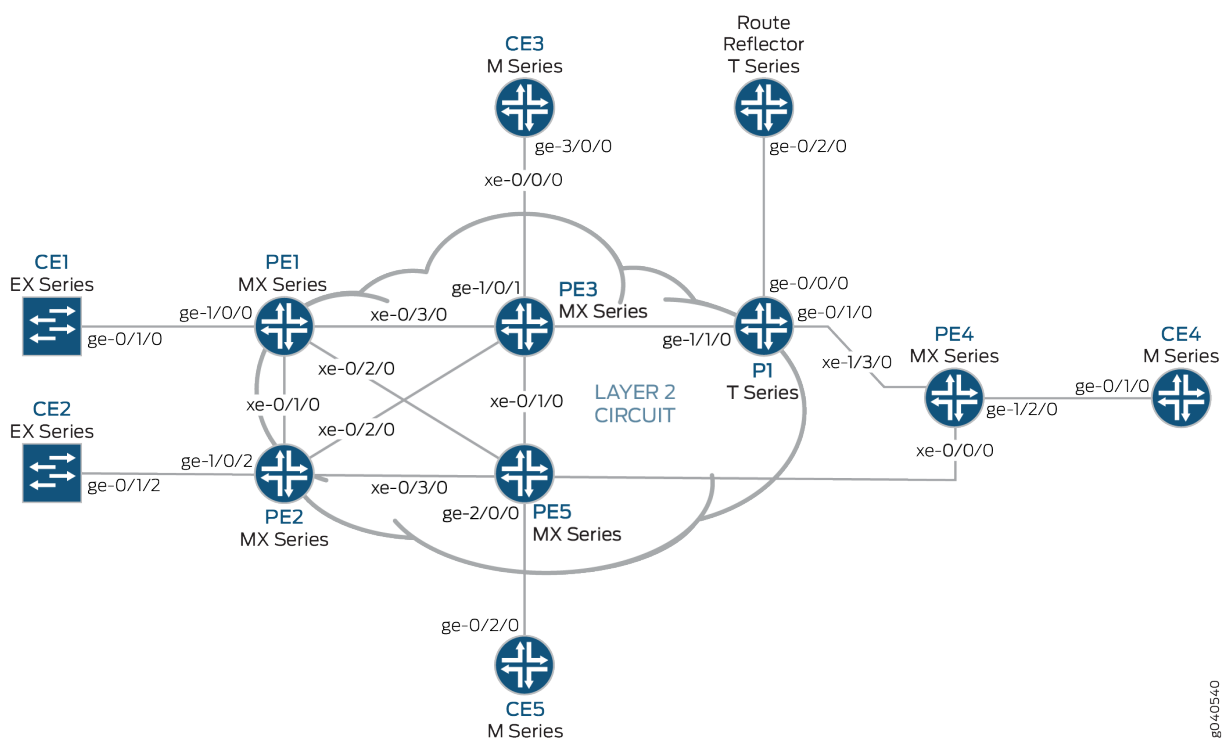 CE3
M Series
ge-3/0/0
xe-0/0/0
Route
Reflector
T Series
ge-0/2/0
CE1
EX Series
ge-0/1/0
PE1
MX Series
ge-1/0/0
xe-0/3/0
ge-1/0/1
PE3
MX Series
ge-1/1/0
ge-0/0/0
ge-0/1/0
P1
T Series
xe-1/3/0
PE4
MX Series
ge-1/2/0
xe-0/0/0
CE4
M Series
ge-0/1/0
xe-0/2/0
xe-0/1/0
xe-0/2/0
xe-0/1/0
LAYER 2
CIRCUIT
CE2
EX Series
ge-0/1/2
ge-1/0/2
PE2
MX Series
xe-0/3/0
ge-2/0/0
PE5
MX Series
ge-0/2/0
CE5
M Series
g040540